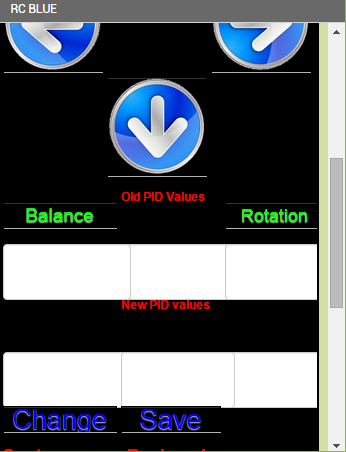 RC BLUE
Old PID Values
Balance
Rotation
New PID values
Change
Save